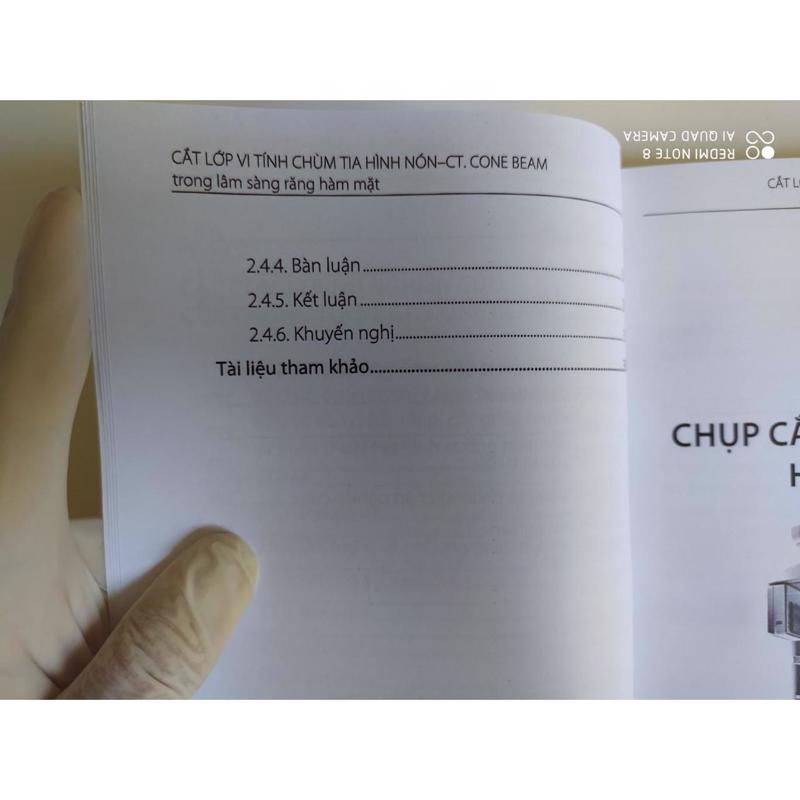 CẮT LỚP VI TÍNH CHÙM TIA HÌNH NÓN–CT. CONE BEAM
trong lâm sàng răng hàm mặt
2.4.4. Bàn luận
2.4.5. Kết luận
2.4.6. Khuyến nghị
Tài liệu tham khảo
CẮT
CHỤP
REDMI NOTE 8
AI QUAD CAMERA